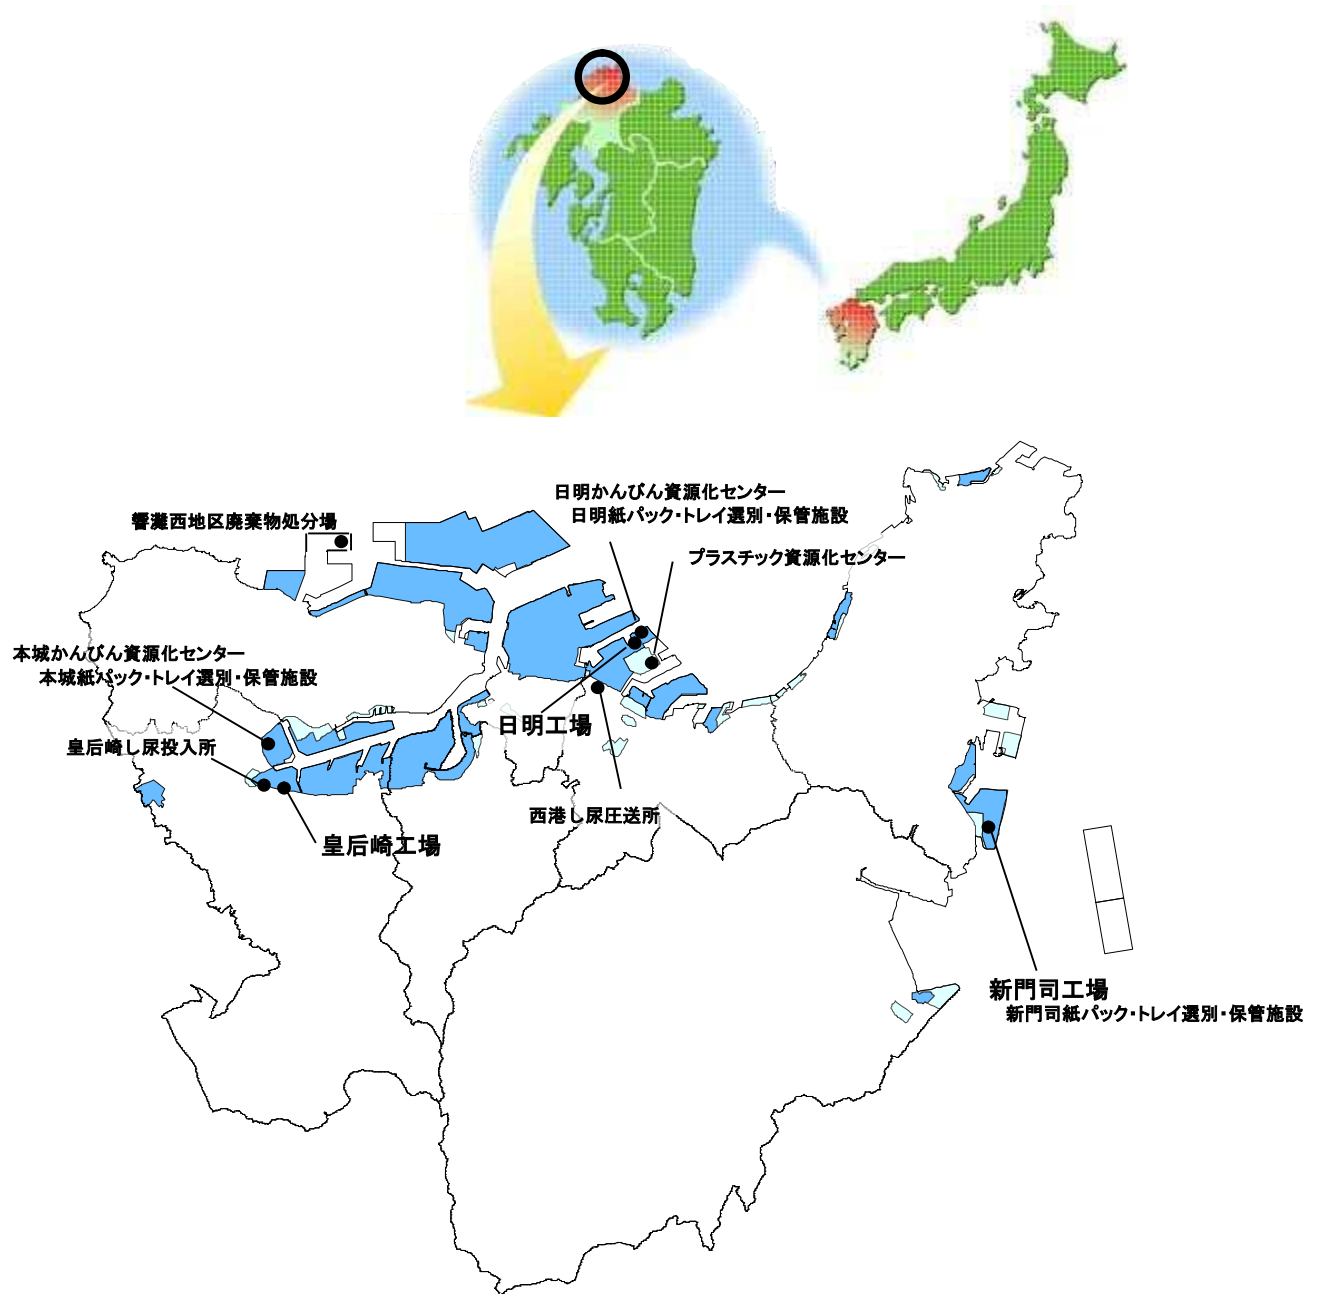 日明かんびん資源化センター
日明紙パック・トレイ選別・保管施設
響灘西地区廃棄物処分場
プラスチック資源化センター
本城かんびん資源化センター
本城紙パック・トレイ選別・保管施設
日明工場
皇后崎し尿投入所
西港し尿圧送所
皇后崎工場
新門司工場
新門司紙パック・トレイ選別・保管施設